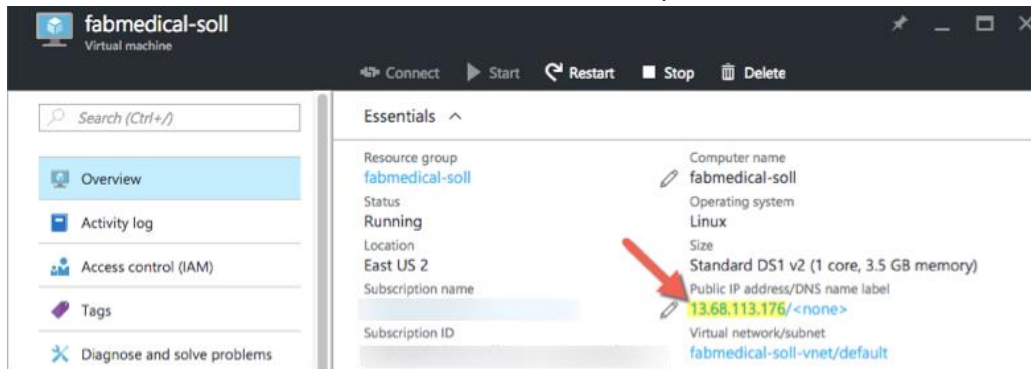 fabmedical-soll
Virtual machine
Connect Start Restart Stop Delete
Search (Ctrl+/)
Overview
Activity log
Access control (IAM)
Tags
Diagnose and solve problems
Essentials
Resource group
fabmedical-soll
Status
Running
Location
East US 2
Subscription name
Subscription ID
Computer name
fabmedical-soll
Operating system
Linux
Size
Standard DS1 v2 (1 core, 3.5 GB memory)
Public IP address/DNS name label
13.68.113.176/<none>
Virtual network/subnet
fabmedical-soll-vnet/default